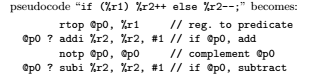 pseudocode "if (%r1) %r2++ else %r2--;" becomes:
rtop @p0, %r1 // reg. to predicate
@p0 ? addi %r2, %r2, #1 // if @p0, add
notp @p0, @p0 // complement @p0
@p0 ? subi %r2, %r2, #1 // if @p0, subtract